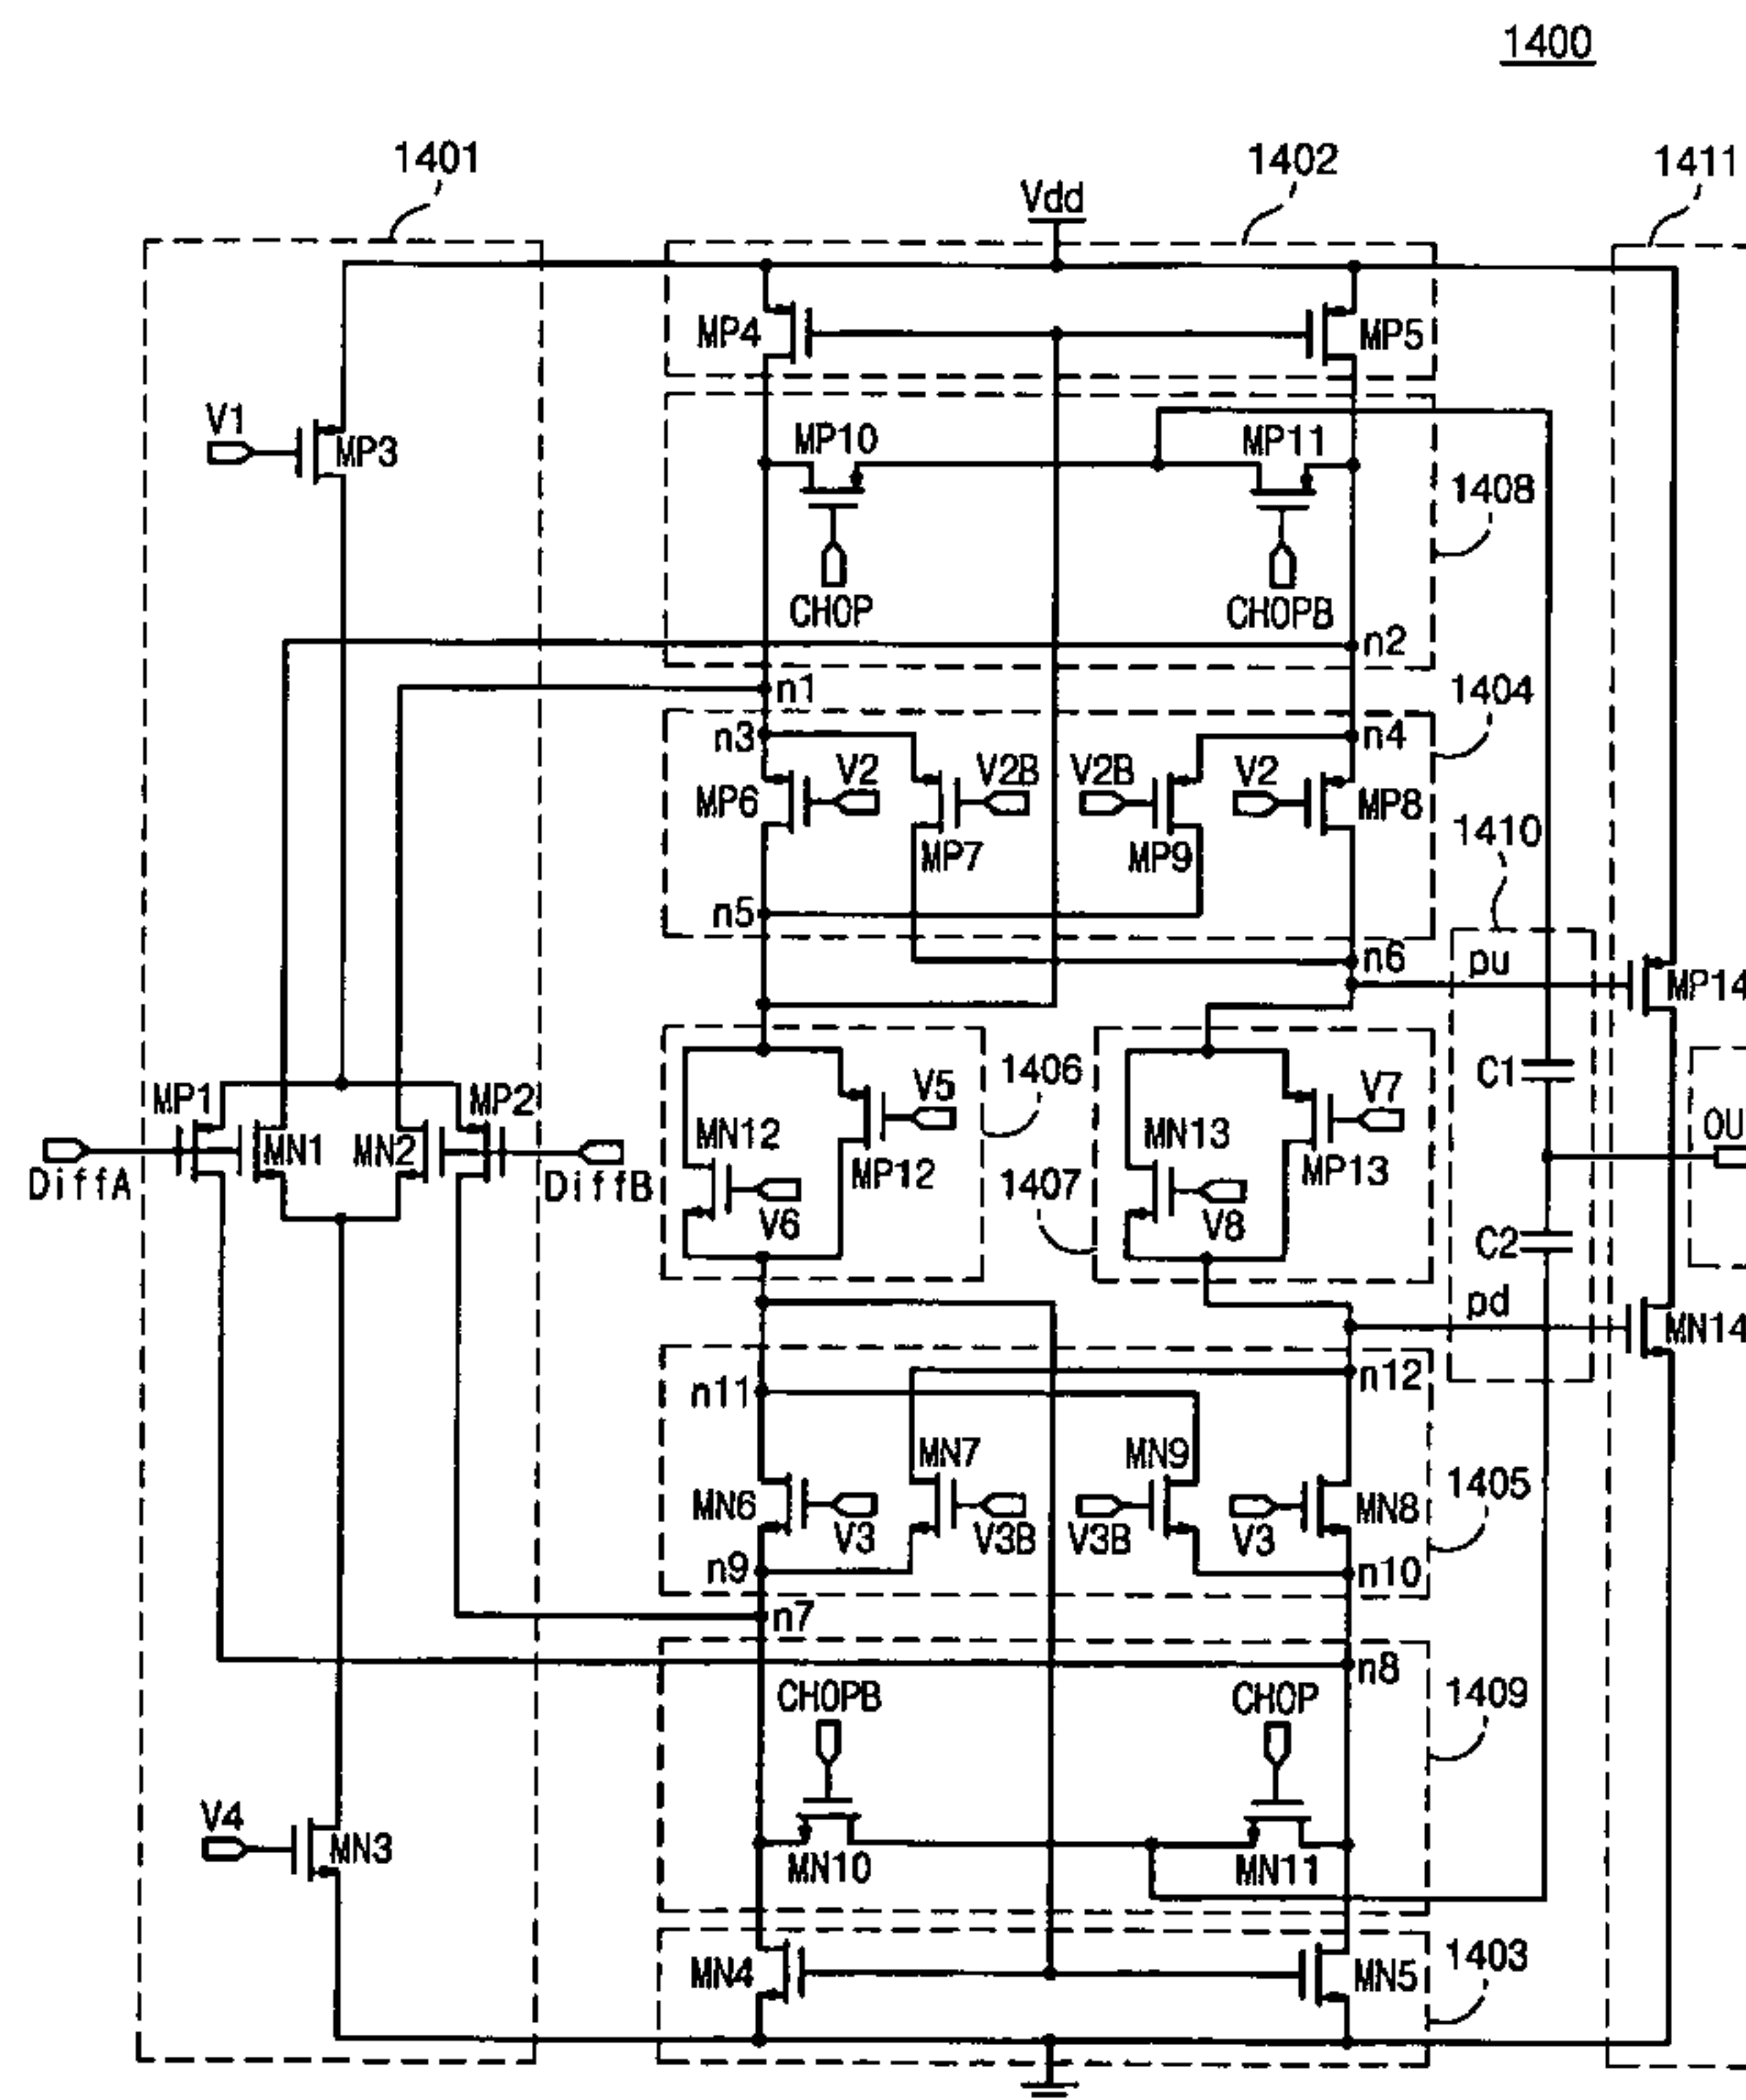 1400
1401
1402
1411
Vdd
MP4
MP5
V1
MP3
MP10
MP11
1408
CHOP
CHOPB
n2
n1
1404
n3
n4
V2
V2B
V2B
V2
MP6
MP8
MP7
MP9
1410
n5
n6
pu
MP14
MP1
MP2
V5
1406
V7
C1
MN12
MN13
OU
MN1
MN2
DiffA
DiffB
MP12
1407
MP13
V6
V8
C2
pd
MN14
n11
n12
MN7
MN9
MN6
MN8
1405
V3
V3B
V3B
V3
n9
n10
n7
n8
CHOPB
CHOP
1409
V4
MN3
MN10
MN11
MN4
MN5
1403